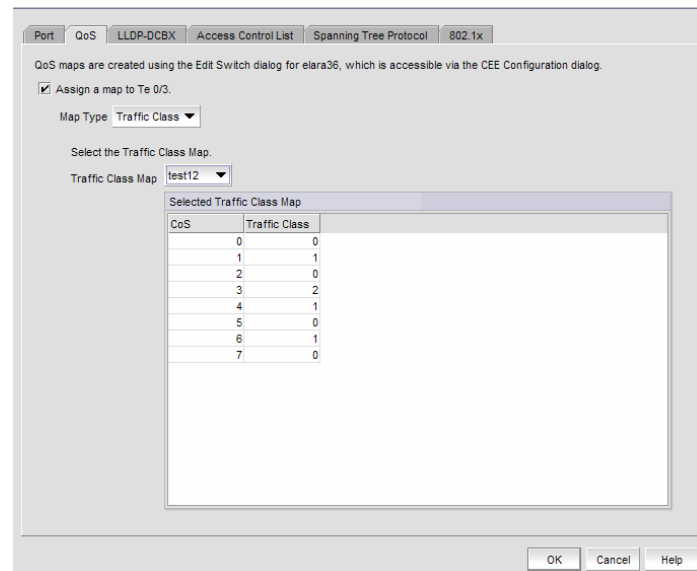 Port QoS LLDP-DCBX Access Control List Spanning Tree Protocol 802.1x
QoS maps are created using the Edit Switch dialog for elara36, which is accessible via the CEE Configuration dialog.
Assign a map to Te 0/3.
Map Type Traffic Class
Select the Traffic Class Map.
Traffic Class Map test12
Selected Traffic Class Map
CoS Traffic Class
0 0
1 1
2 0
3 2
4 1
5 0
6 1
7 0
OK Cancel Help